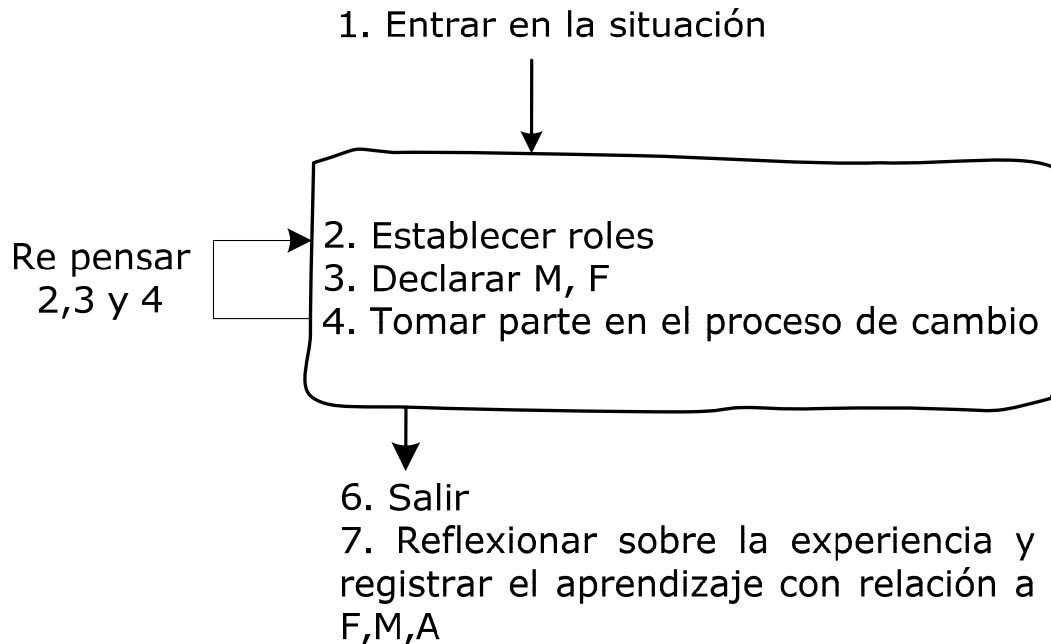 1. Entrar en la situación
Re pensar
2,3 y 4
2. Establecer roles
3. Declarar M, F
4. Tomar parte en el proceso de cambio
6. Salir
7. Reflexionar sobre la experiencia y
registrar el aprendizaje con relación a
F,M,A